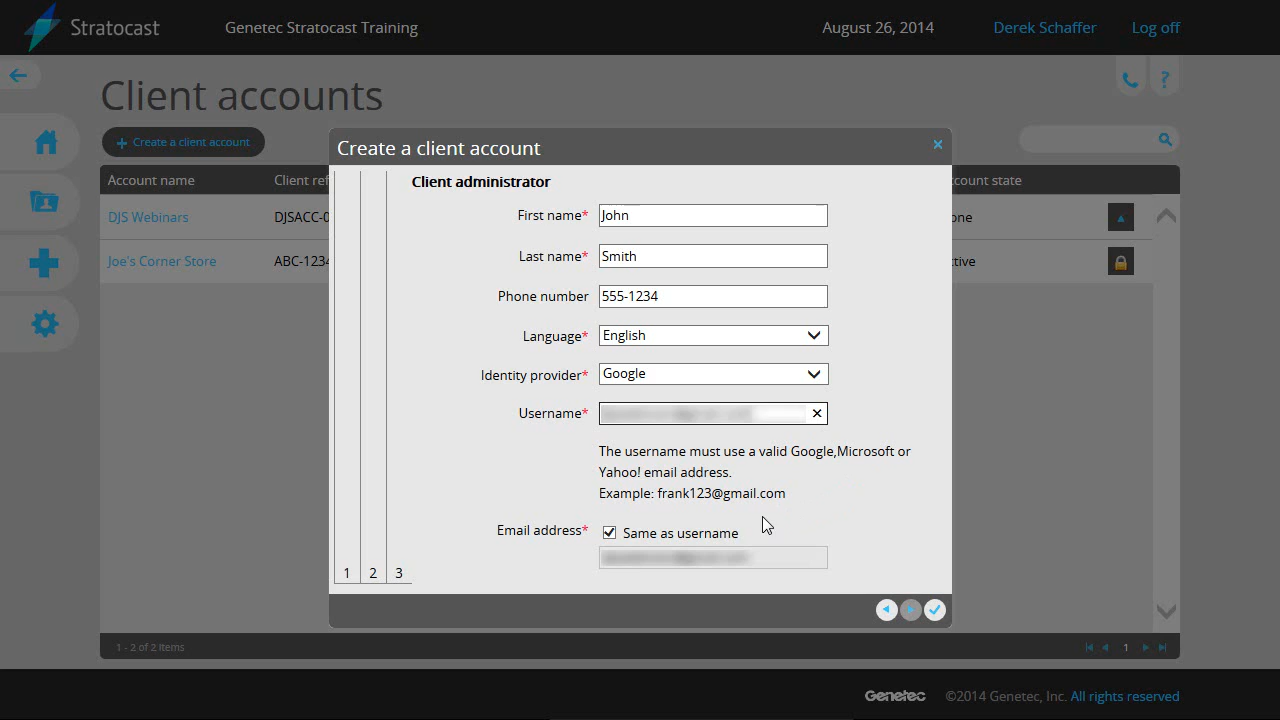 Stratocast
Genetec Stratocast Training
August 26, 2014
Derek Schaffer
Log off
Client accounts
?
+ Create a client account
Account name
Client ref
count state
DJS Webinars
DJSACC-0
one
Joe's Corner Store
ABC-1234
ctive
Create a client account
×
Client administrator
First name* John
Last name* Smith
Phone number 555-1234
Language* English
Identity provider* Google
Username*
The username must use a valid Google,Microsoft or
Yahoo! email address.
Example: frank123@gmail.com
Email address* Same as username
1 2 3
1 - 2 of 2 Items
1
Genetec ©2014 Genetec, Inc. All rights reserved